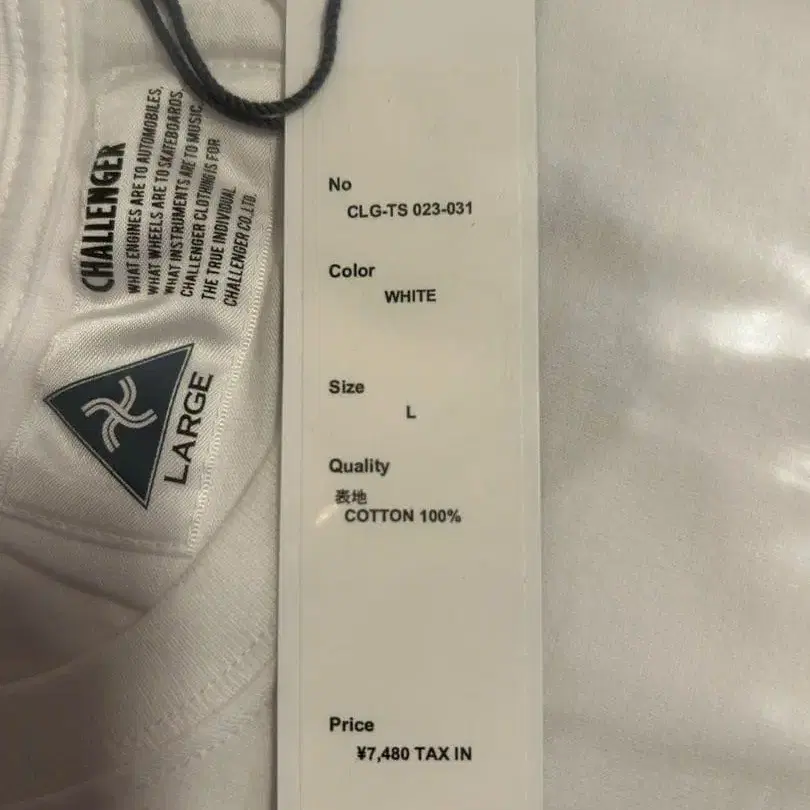 CHALLENGER
WHAT ENGINES ARE TO AUTOMOBILES,
WHAT WHEELS ARE TO SKATEBOARDS,
WHAT INSTRUMENTS ARE TO MUSIC,
CHALLENGER CLOTHING IS FOR
THE TRUE INDIVIDUAL
CHALLENGER CO.,LTD.
LARGE
No
CLG-TS 023-031
Color
WHITE
Size
L
Quality
表地
COTTON 100%
Price
¥7,480 TAX IN